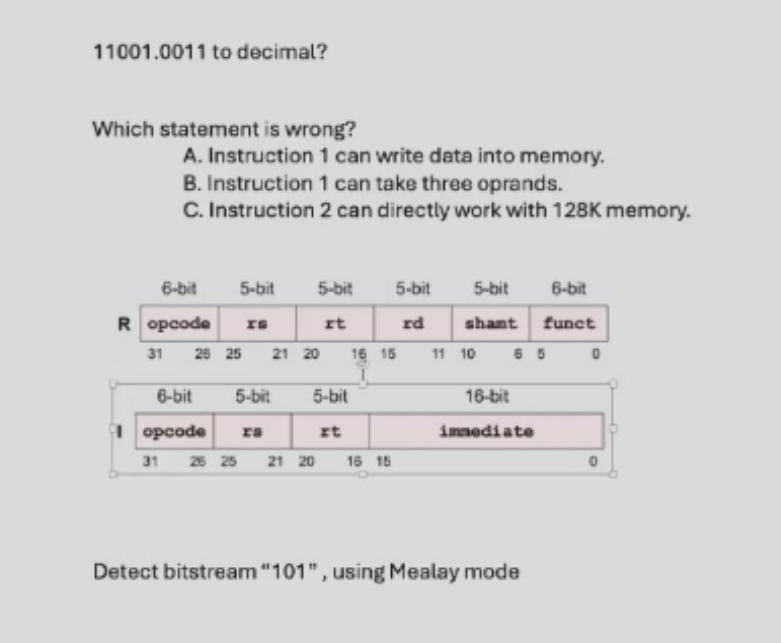 11001.0011 to decimal?
Which statement is wrong?
A. Instruction 1 can write data into memory.
B. Instruction 1 can take three oprands.
C. Instruction 2 can directly work with 128K memory.
6-bit 5-bit 5-bit 5-bit 5-bit 6-bit
R opcode rs rt rd shamt funct
31 26 25 21 20 16 15 11 10 6 5 0
6-bit 5-bit 5-bit 16-bit
I opcode rs rt immediate
31 26 25 21 20 16 15 0
Detect bitstream “101” , using Mealay mode